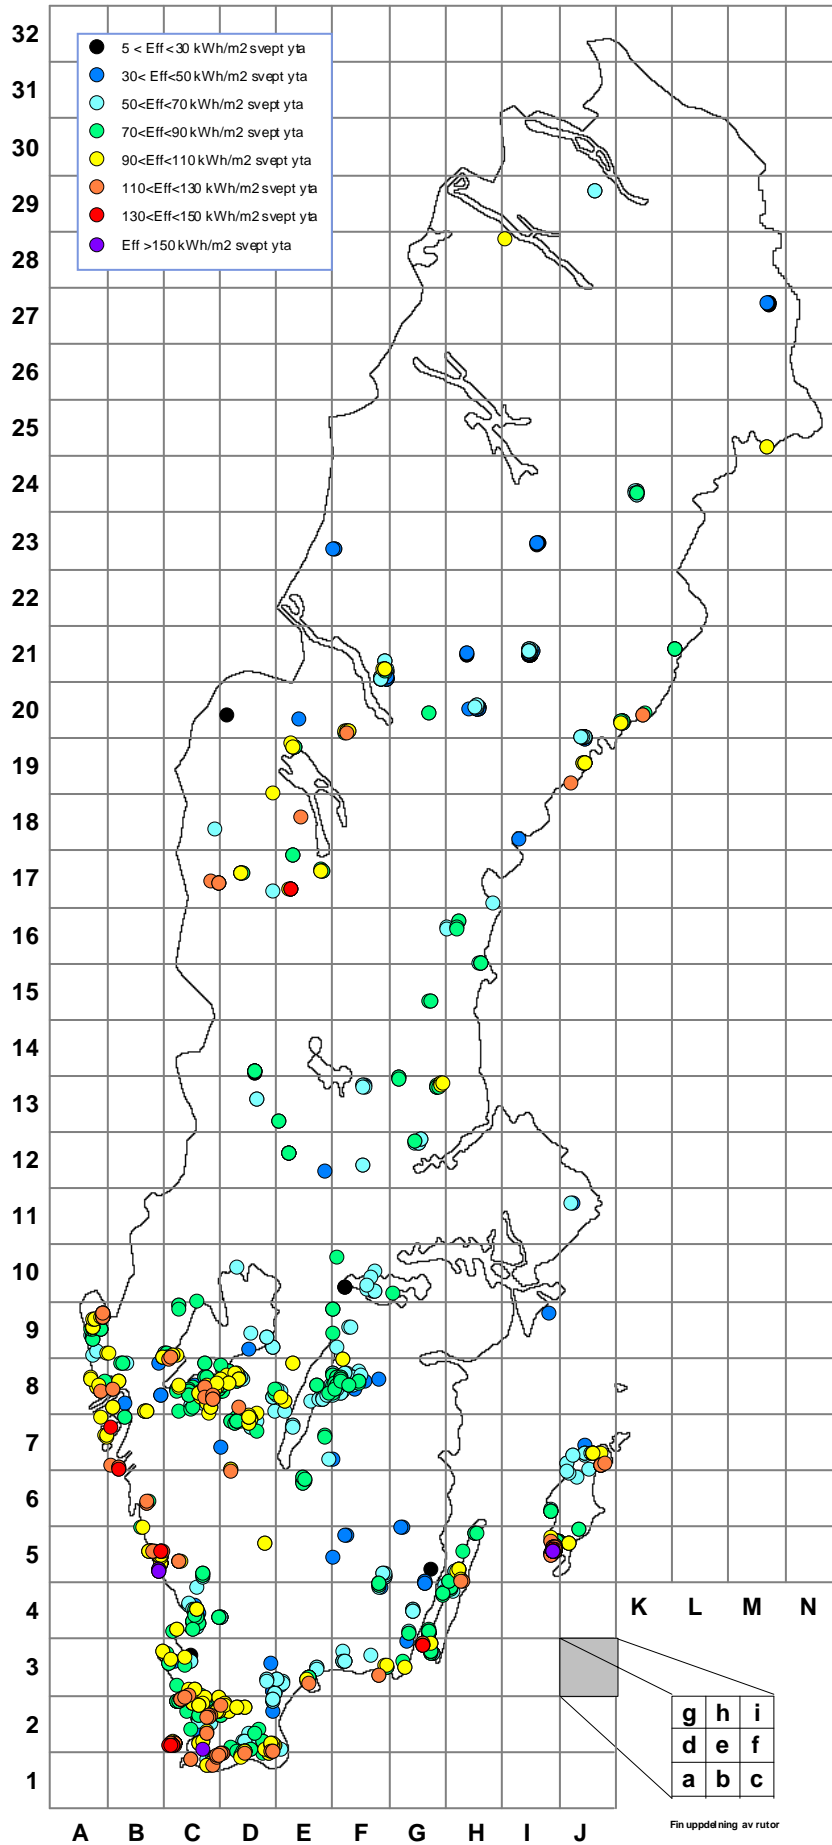 32
31
30
29
28
27
26
25
24
23
22
21
20
19
18
17
16
15
14
13
12
11
10
9
8
7
6
5
4
3
2
1
5 < Eff<30 kWh/m2 svept yta
30< Eff<50 kWh/m2 svept yta
50<Eff<70 kWh/m2 svept yta
70<Eff<90 kWh/m2 svept yta
90<Eff<110 kWh/m2 svept yta
110<Eff<130 kWh/m2 svept yta
130<Eff<150 kWh/m2 svept yta
Eff >150 kWh/m2 svept yta
K L M N
g h i
d e f
a b c
Fin uppdelning av rutor
A B C D E F G H I J